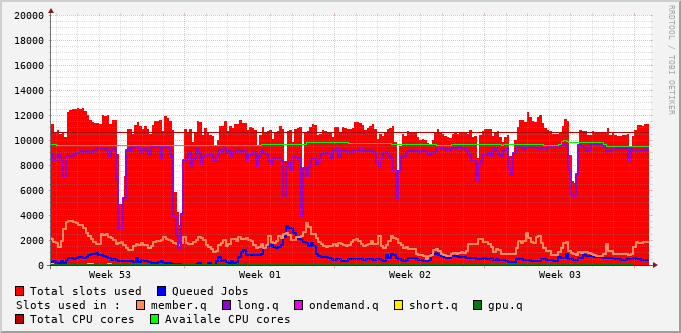 20000
18000
16000
14000
12000
10000
8000
6000
4000
2000
0
Week 53 Week 01 Week 02 Week 03
Total slots used Queued Jobs
Slots used in : member.q long.q ondemand.q short.q gpu.q
Total CPU cores Availale CPU cores
RRDTOOL / TOBI OETIKER